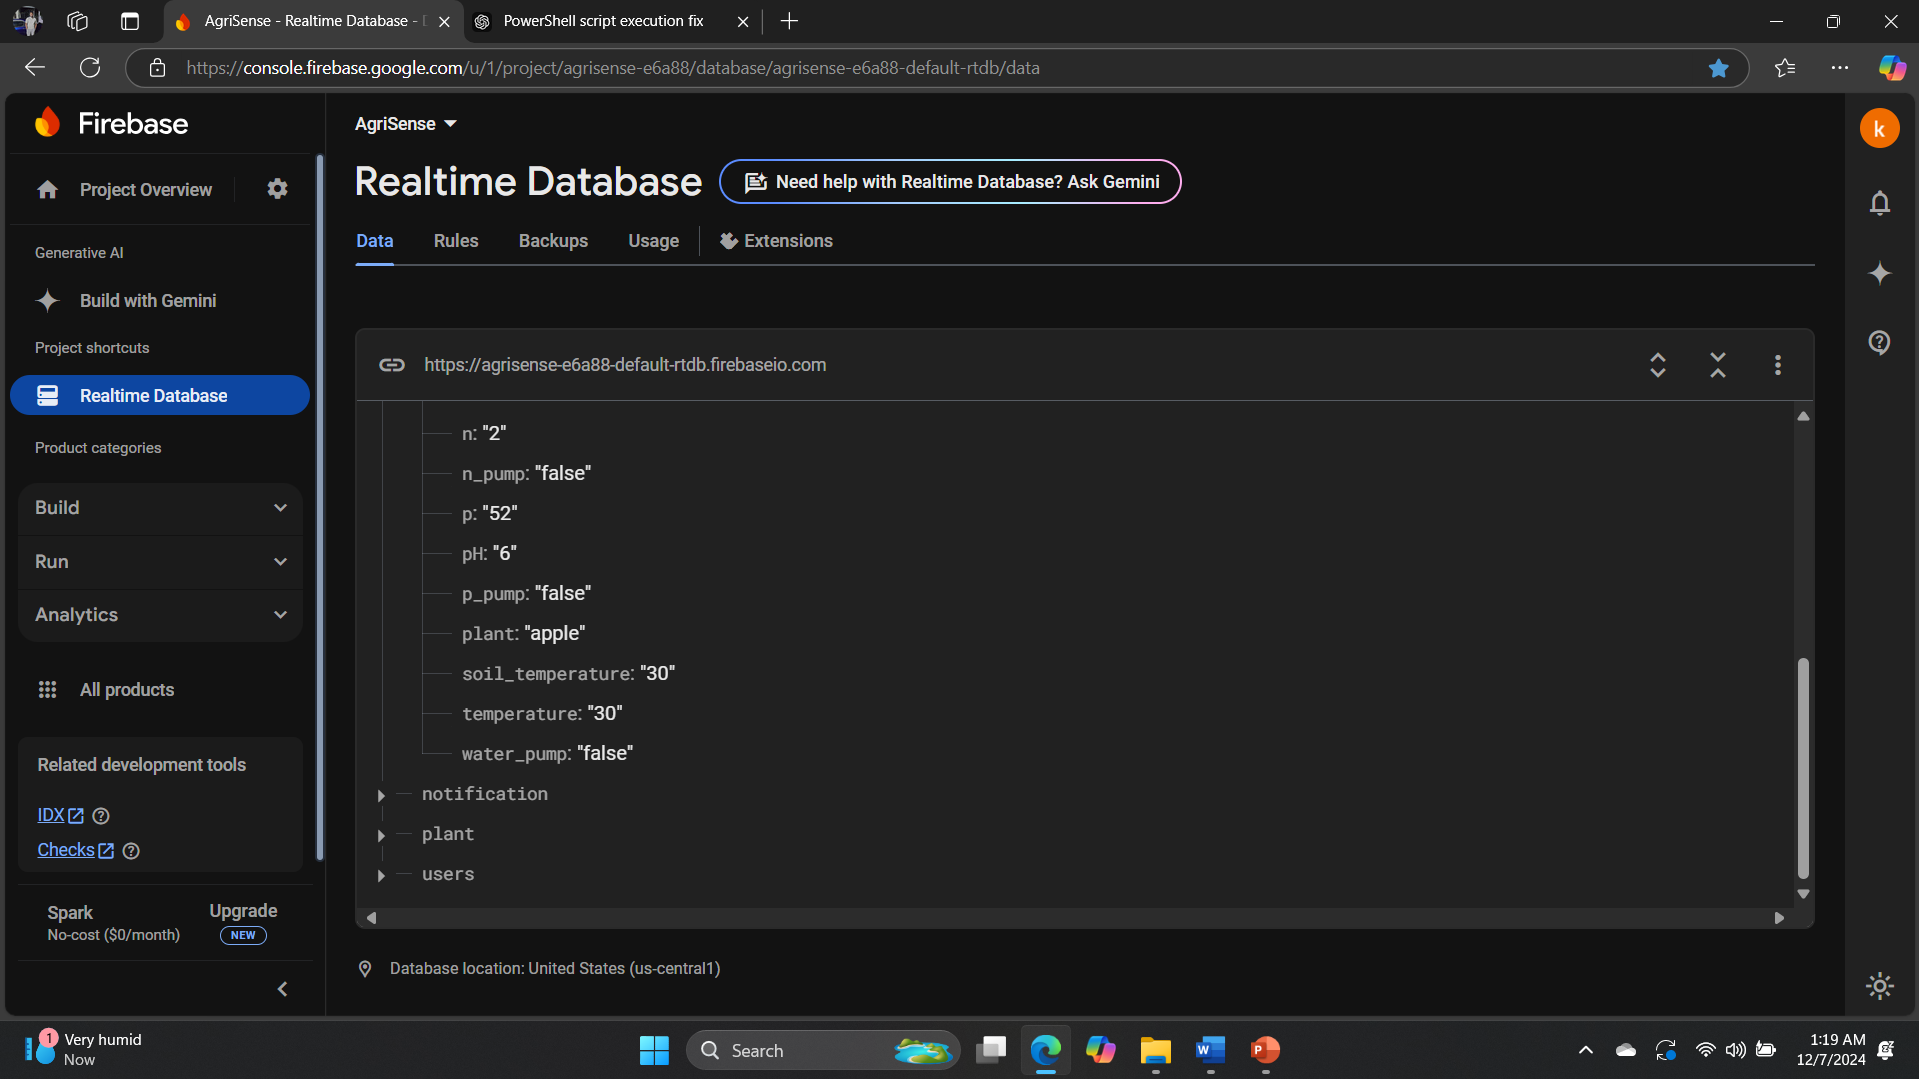 AgriSense - Realtime Database -
PowerShell script execution fix
https://console.firebase.google.com/u/1/project/agrisense-e6a88/database/agrisense-e6a88-default-rtdb/data
Firebase
Project Overview
Generative AI
Build with Gemini
Project shortcuts
Realtime Database
Product categories
Build
Run
Analytics
All products
Related development tools
IDX
Checks
Spark
No-cost ($0/month)
Upgrade
NEW
AgriSense
Realtime Database
Need help with Realtime Database? Ask Gemini
Data
Rules
Backups
Usage
Extensions
k
https://agrisense-e6a88-default-rtdb.firebaseio.com
n: "2"
n_pump: "false"
p: "52"
pH: "6"
p_pump: "false"
plant: "apple"
soil_temperature: "30"
temperature: "30"
water_pump: "false"
notification
plant
users
Database location: United States (us-central1)
1
Very humid
Now
Search
W
P
1:19 AM
12/7/2024